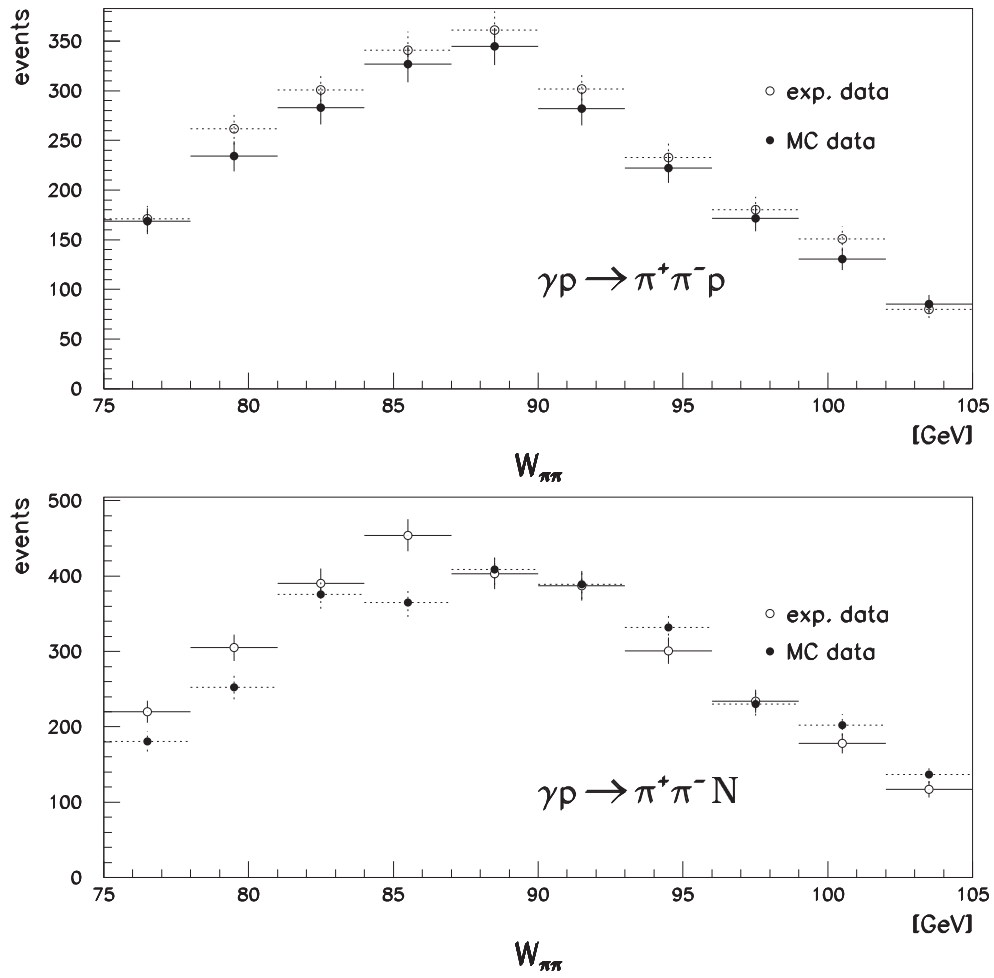 events
350
300
250
200
150
100
50
0
exp. data
MC data
γp → π⁺π⁻p
75 80 85 90 95 100 105
[GeV]
Wππ
events
500
400
300
200
100
0
exp. data
MC data
γp → π⁺π⁻N
75 80 85 90 95 100 105
[GeV]
Wππ